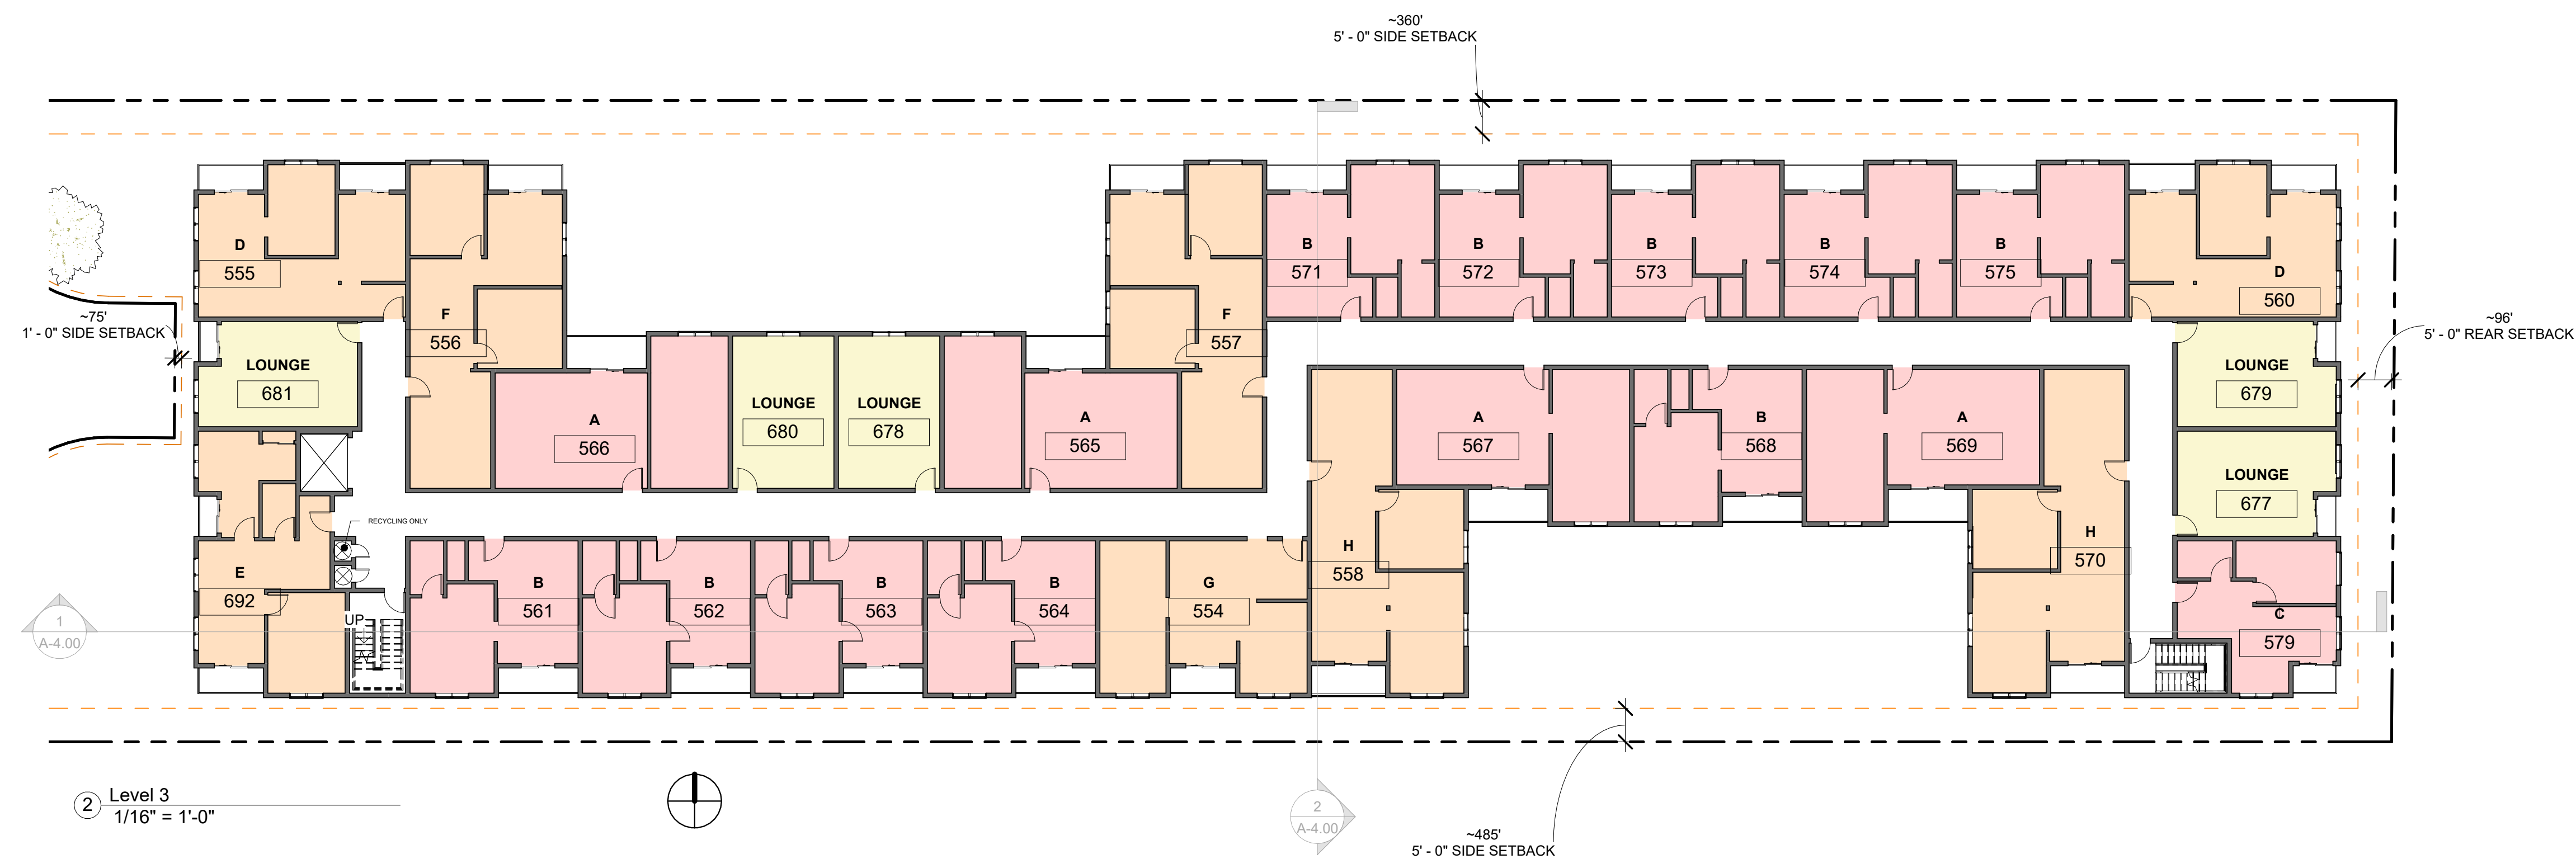 ~360'
5' - 0" SIDE SETBACK
D
555
F
556
F
557
B
571
B
572
B
573
B
574
B
575
D
560
~75'
1' - 0" SIDE SETBACK
~96'
5' - 0" REAR SETBACK
LOUNGE
681
A
566
LOUNGE
680
LOUNGE
678
A
565
A
567
B
568
A
569
LOUNGE
679
LOUNGE
677
RECYCLING ONLY
E
692
UP
B
561
B
562
B
563
B
564
G
554
H
558
H
570
C
579
1
A-4.00
2
Level 3
1/16" = 1'-0"
2
A-4.00
~485'
5' - 0" SIDE SETBACK